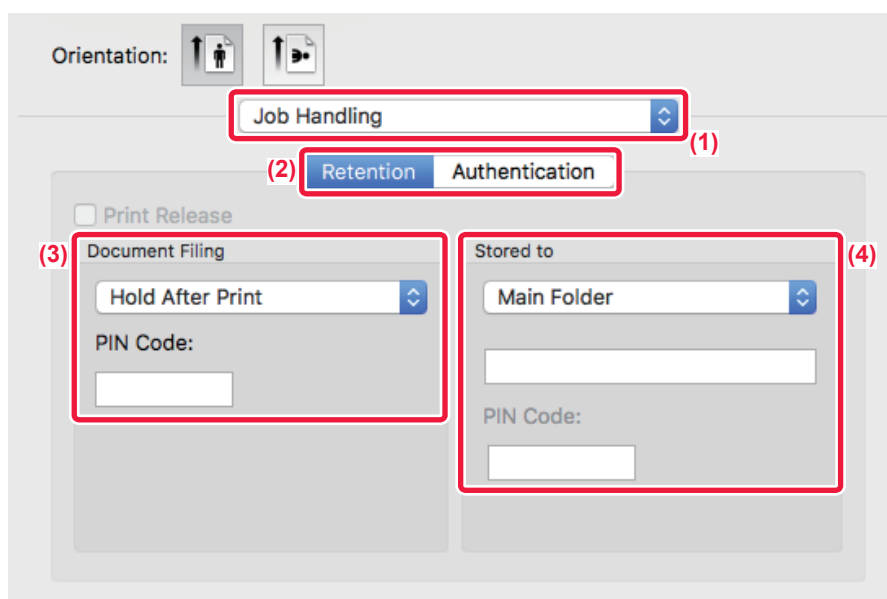 Orientation:
Job Handling
(1)
(2)
Retention Authentication
Print Release
(3)
Document Filing
Hold After Print
PIN Code:
Stored to
(4)
Main Folder
PIN Code: